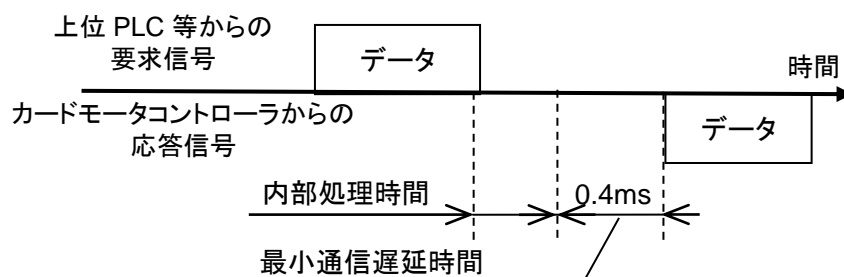 上位 PLC 等からの
要求信号
データ
時間
カードモータコントローラからの
応答信号
データ
内部処理時間
0.4ms
最小通信遅延時間